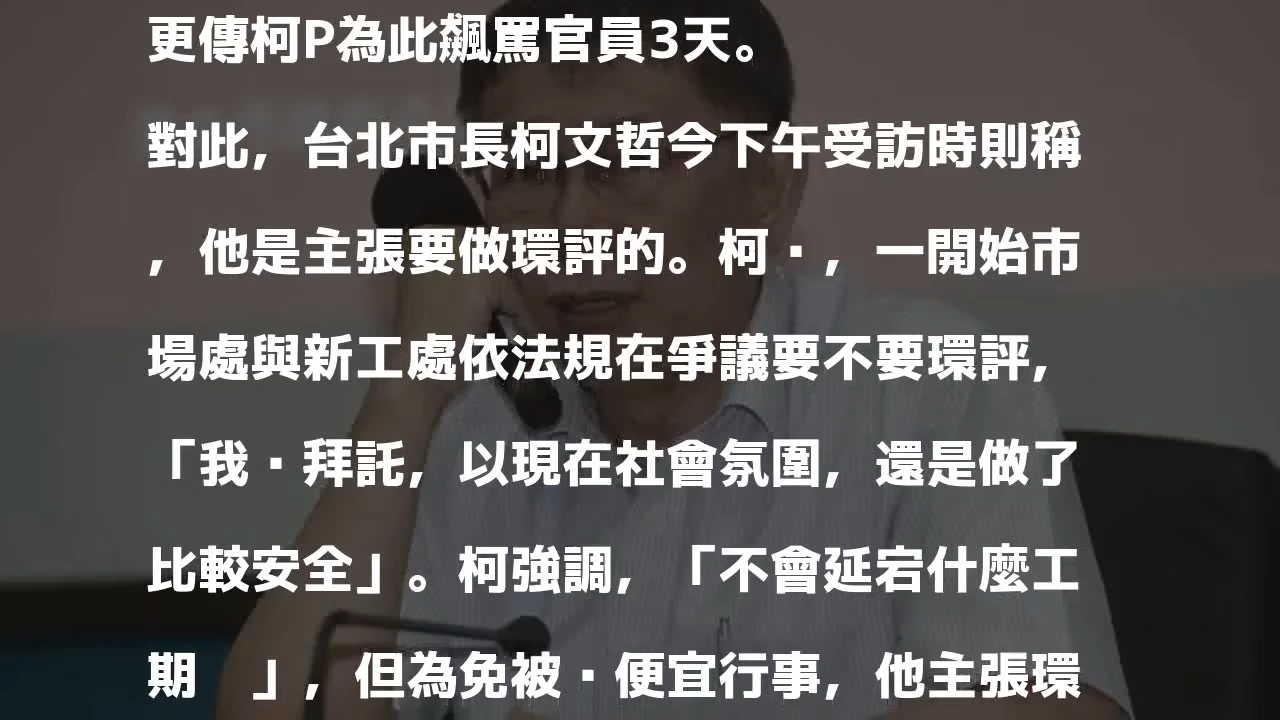 更傳柯P為此飆罵官員3天。
對此，台北市長柯文哲今下午受訪時則稱
，他是主張要做環評的。柯▪，一開始市
場處與新工處依法規在爭議要不要環評，
「我▪拜託，以現在社會氛圍，還是做了
比較安全」。柯強調，「不會延宕什麼工
期　」，但為免被▪便宜行事，他主張環